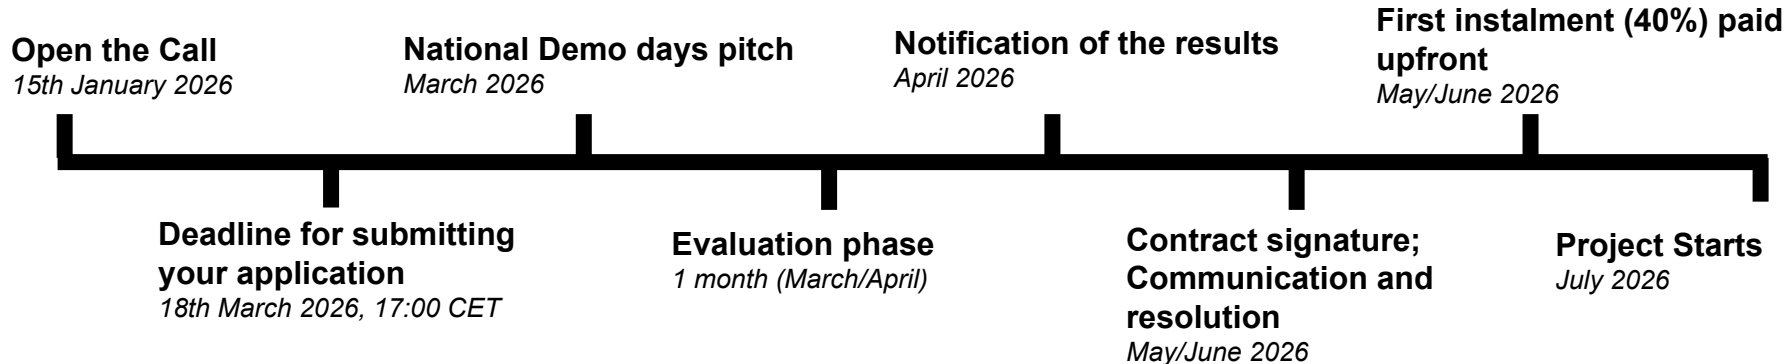 Open the Call
15th January 2026
Deadline for submitting
your application
18th March 2026, 17:00 CET
National Demo days pitch
March 2026
Evaluation phase
1 month (March/April)
Notification of the results
April 2026
Contract signature;
Communication and
resolution
May/June 2026
First instalment (40%) paid
upfront
May/June 2026
Project Starts
July 2026